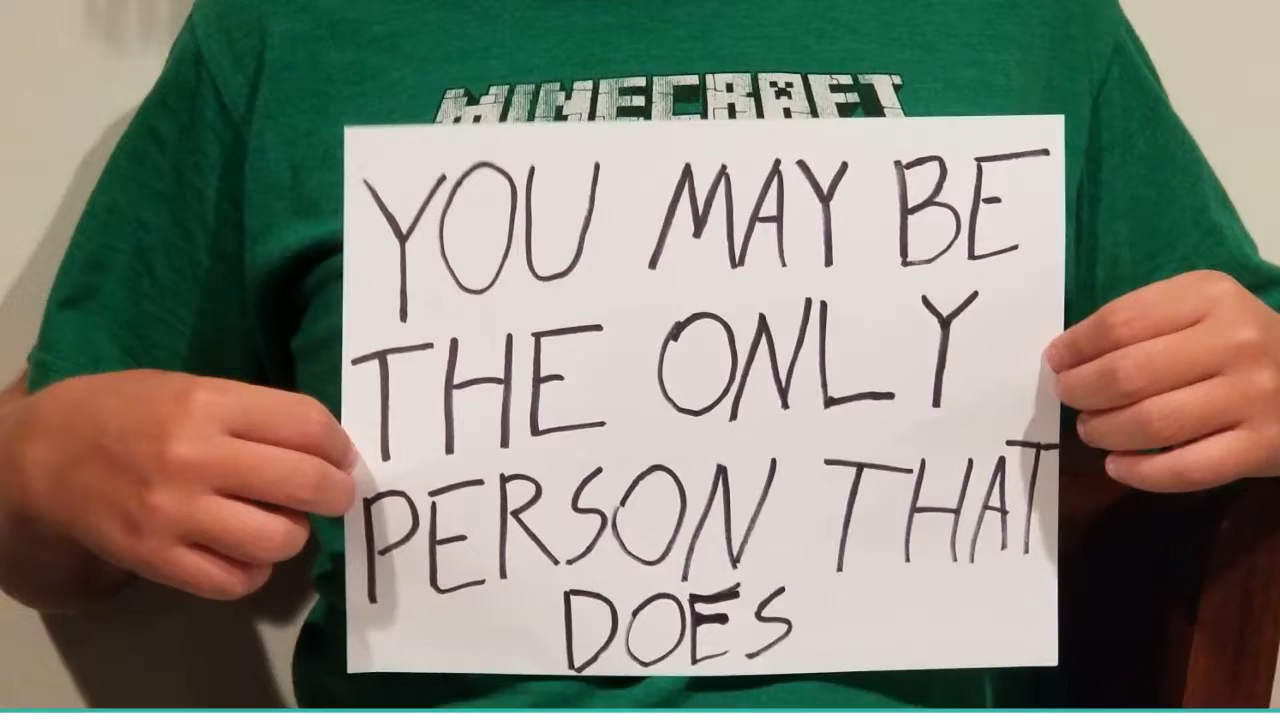 MINECRAFT
YOU MAY BE
THE ONLY
PERSON THAT
DOES